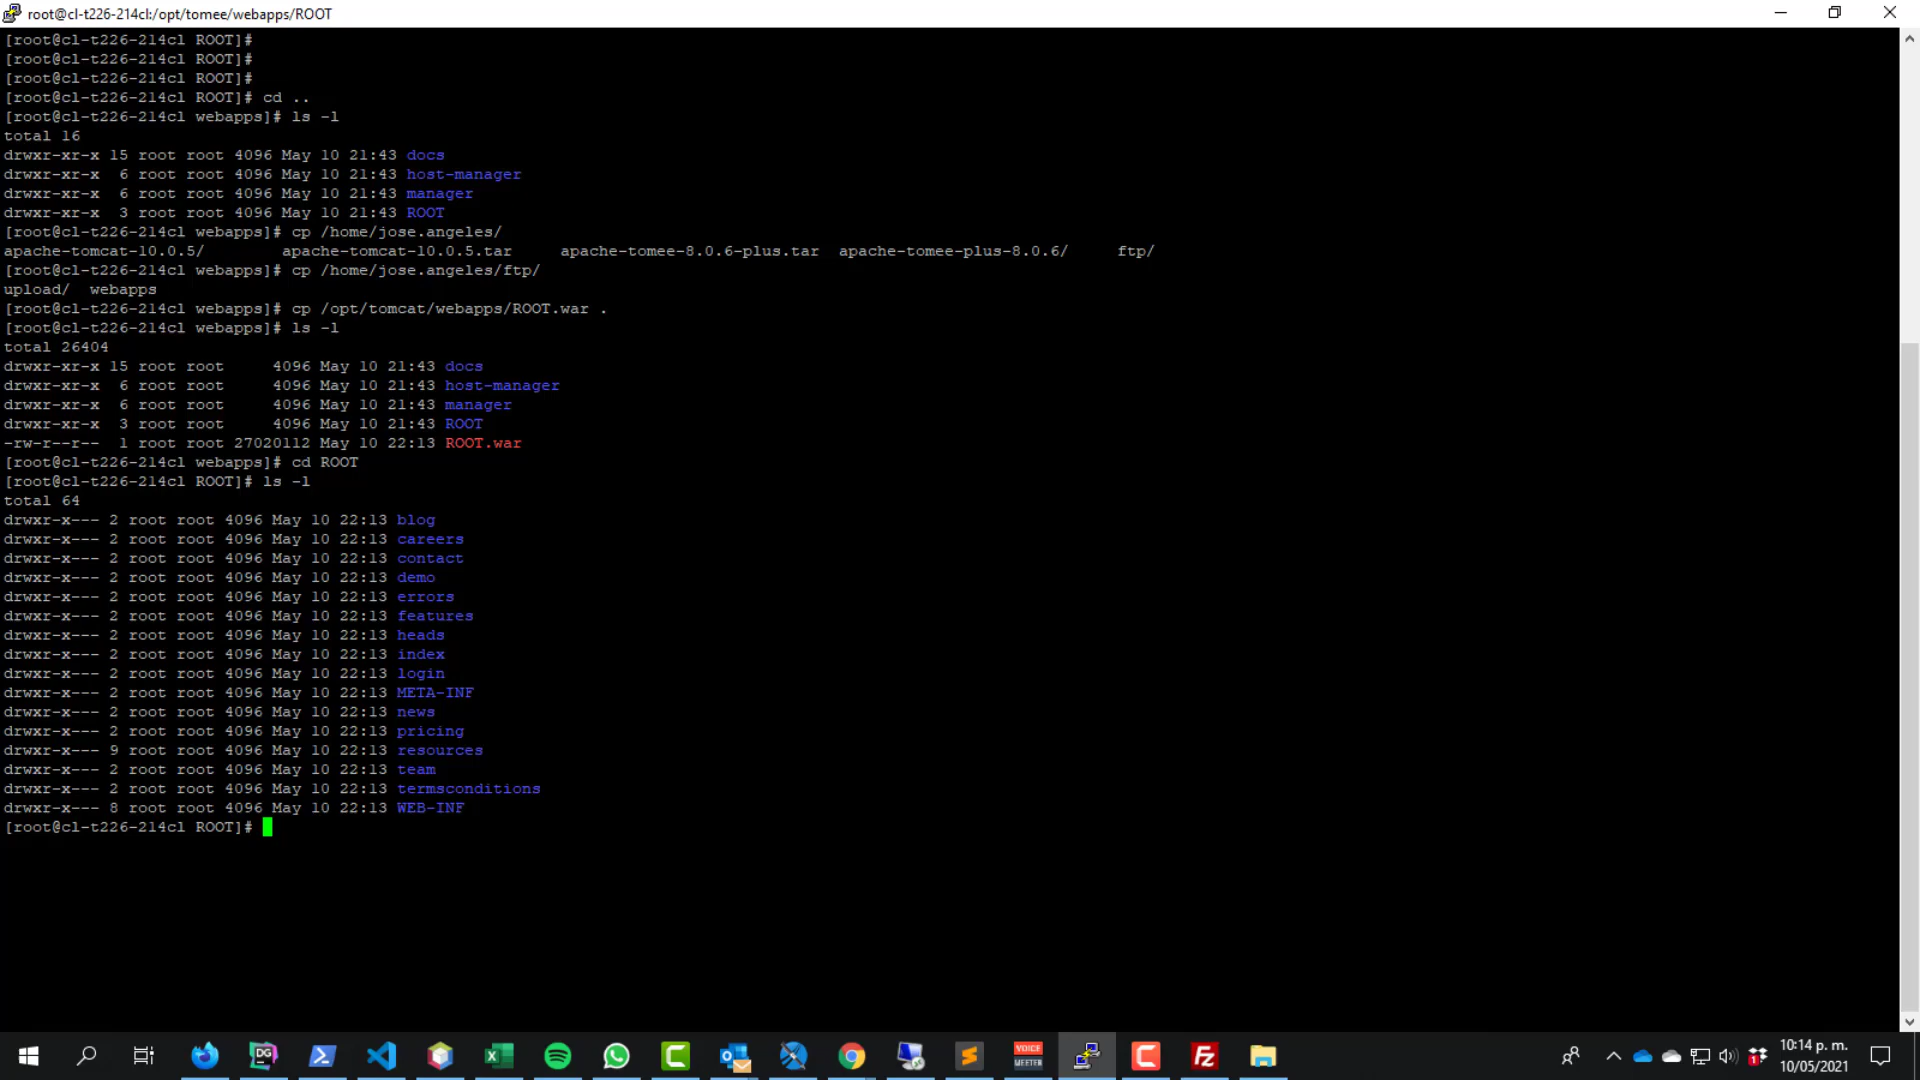 root@cl-t226-214cl:/opt/tomee/webapps/ROOT
[root@cl-t226-214cl ROOT]#
[root@cl-t226-214cl ROOT]#
[root@cl-t226-214cl ROOT]#
[root@cl-t226-214cl ROOT]# cd ..
[root@cl-t226-214cl webapps]# ls -l
total 16
drwxr-xr-x 15 root root 4096 May 10 21:43 docs
drwxr-xr-x  6 root root 4096 May 10 21:43 host-manager
drwxr-xr-x  6 root root 4096 May 10 21:43 manager
drwxr-xr-x  3 root root 4096 May 10 21:43 ROOT
[root@cl-t226-214cl webapps]# cp /home/jose.angeles/
apache-tomcat-10.0.5/        apache-tomcat-10.0.5.tar     apache-tomee-8.0.6-plus.tar  apache-tomee-plus-8.0.6/     ftp/
[root@cl-t226-214cl webapps]# cp /home/jose.angeles/ftp/
upload/  webapps
[root@cl-t226-214cl webapps]# cp /opt/tomcat/webapps/ROOT.war .
[root@cl-t226-214cl webapps]# ls -l
total 26404
drwxr-xr-x 15 root root     4096 May 10 21:43 docs
drwxr-xr-x  6 root root     4096 May 10 21:43 host-manager
drwxr-xr-x  6 root root     4096 May 10 21:43 manager
drwxr-xr-x  3 root root     4096 May 10 21:43 ROOT
-rw-r--r--  1 root root 27020112 May 10 22:13 ROOT.war
[root@cl-t226-214cl webapps]# cd ROOT
[root@cl-t226-214cl ROOT]# ls -l
total 64
drwxr-x--- 2 root root 4096 May 10 22:13 blog
drwxr-x--- 2 root root 4096 May 10 22:13 careers
drwxr-x--- 2 root root 4096 May 10 22:13 contact
drwxr-x--- 2 root root 4096 May 10 22:13 demo
drwxr-x--- 2 root root 4096 May 10 22:13 errors
drwxr-x--- 2 root root 4096 May 10 22:13 features
drwxr-x--- 2 root root 4096 May 10 22:13 heads
drwxr-x--- 2 root root 4096 May 10 22:13 index
drwxr-x--- 2 root root 4096 May 10 22:13 login
drwxr-x--- 2 root root 4096 May 10 22:13 META-INF
drwxr-x--- 2 root root 4096 May 10 22:13 news
drwxr-x--- 2 root root 4096 May 10 22:13 pricing
drwxr-x--- 9 root root 4096 May 10 22:13 resources
drwxr-x--- 2 root root 4096 May 10 22:13 team
drwxr-x--- 2 root root 4096 May 10 22:13 termsconditions
drwxr-x--- 8 root root 4096 May 10 22:13 WEB-INF
[root@cl-t226-214cl ROOT]#
DG
VOICE
MEETER
Fz
1
10:14 p. m.
10/05/2021